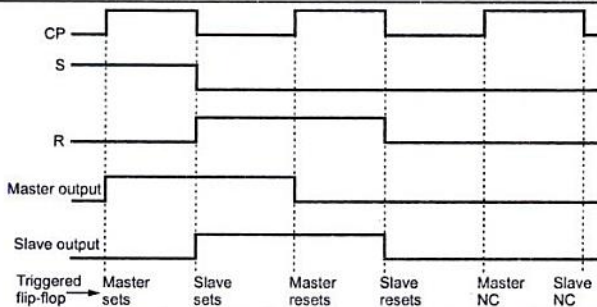 CP
S
R
Master output
Slave output
Triggered Master Slave Master Slave Master Slave
flip-flop sets sets resets resets NC NC